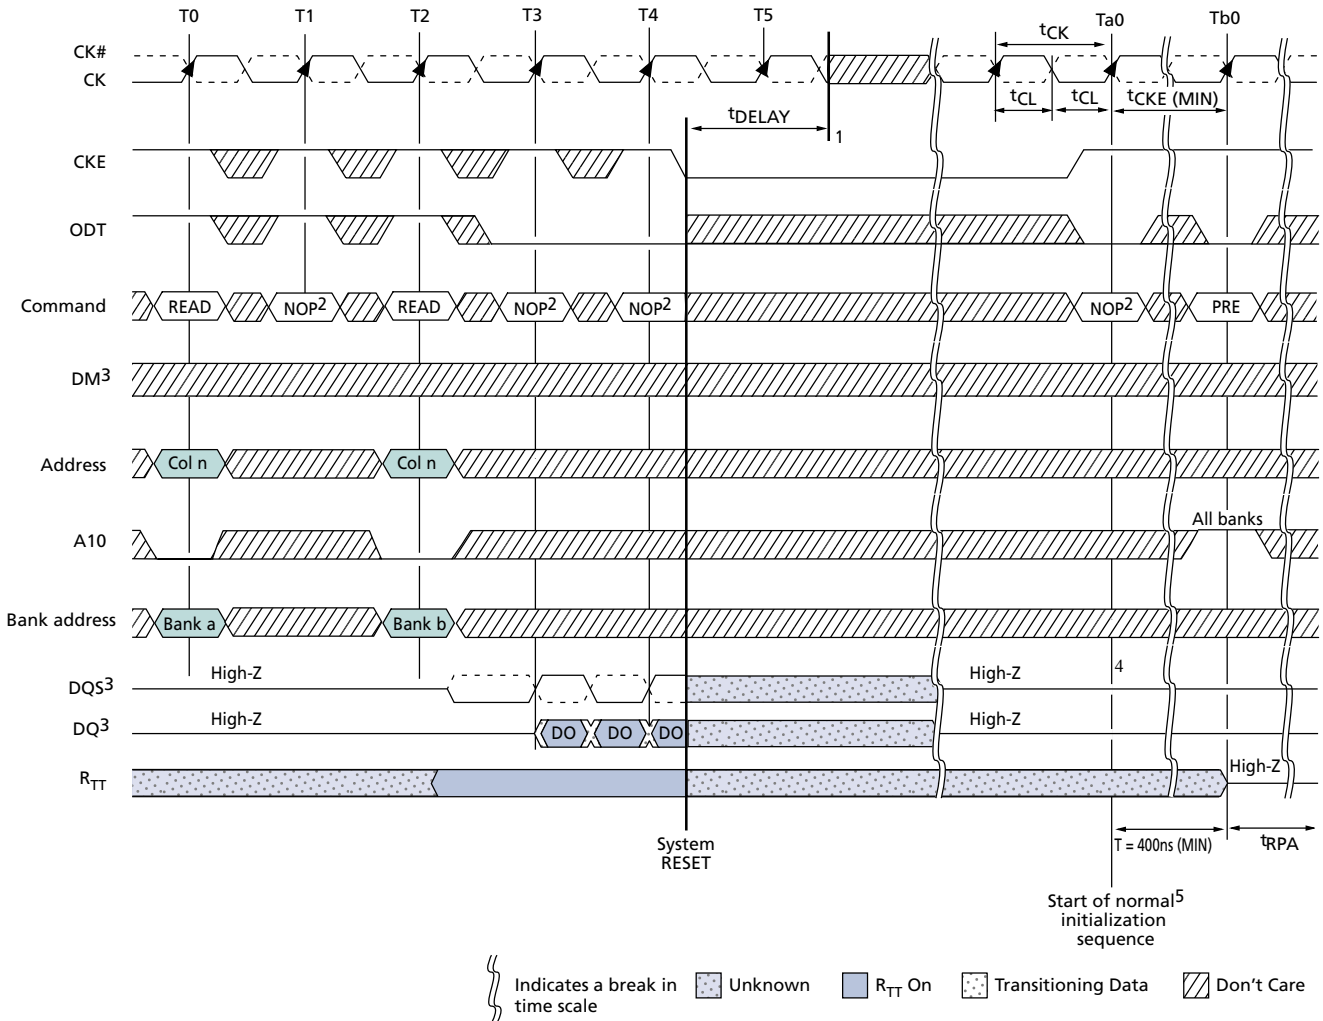 T0 T1 T2 T3 T4 T5 Ta0 Tb0
CK#
CK
tCK
tCL tCL tCKE (MIN)
tDELAY
1
CKE
ODT
Command READ NOP2 READ NOP2 NOP2 NOP2 PRE
DM3
Address Col n Col n
All banks
A10
Bank address Bank a Bank b
High-Z High-Z 4
DQS3
High-Z High-Z
DQ3 DO DO DO
RTT High-Z
System
RESET
T = 400ns (MIN) tRPA
Start of normal5
initialization
sequence
Indicates a break in
time scale
Unknown RTT On Transitioning Data Don't Care